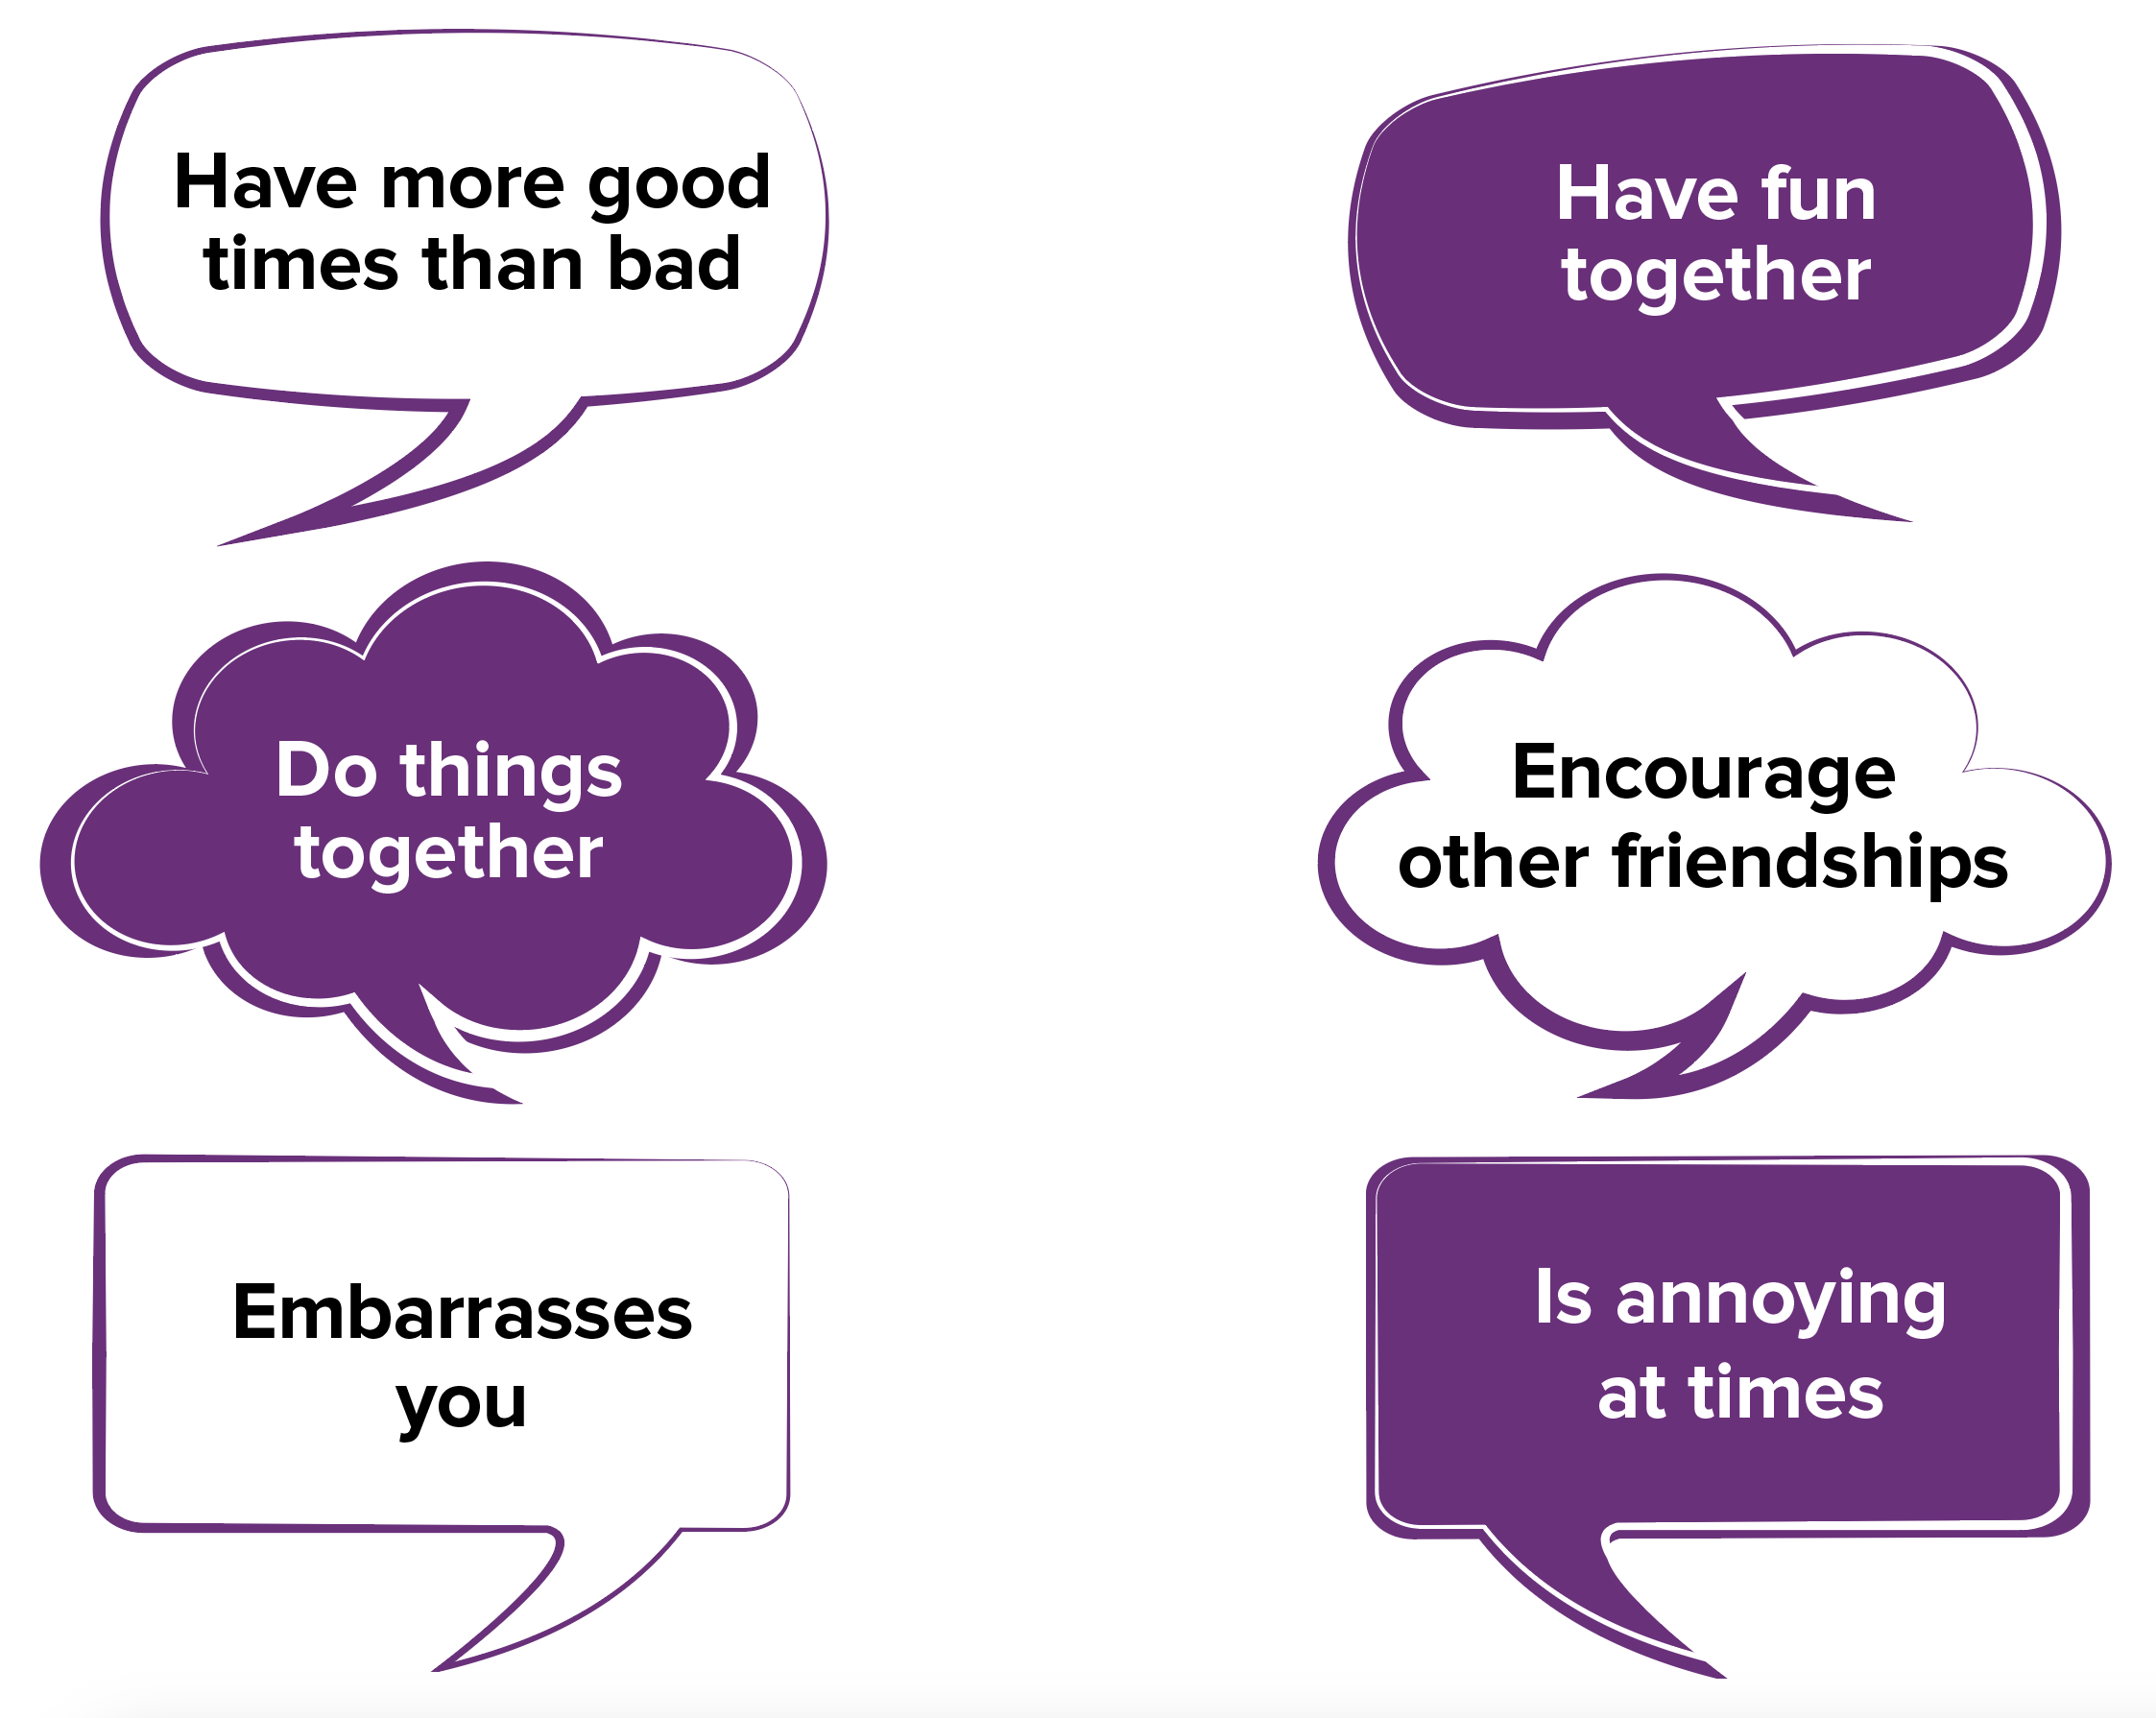 Have more good
times than bad
Have fun
together
Do things
together
Encourage
other friendships
Embarrasses
you
Is annoying
at times